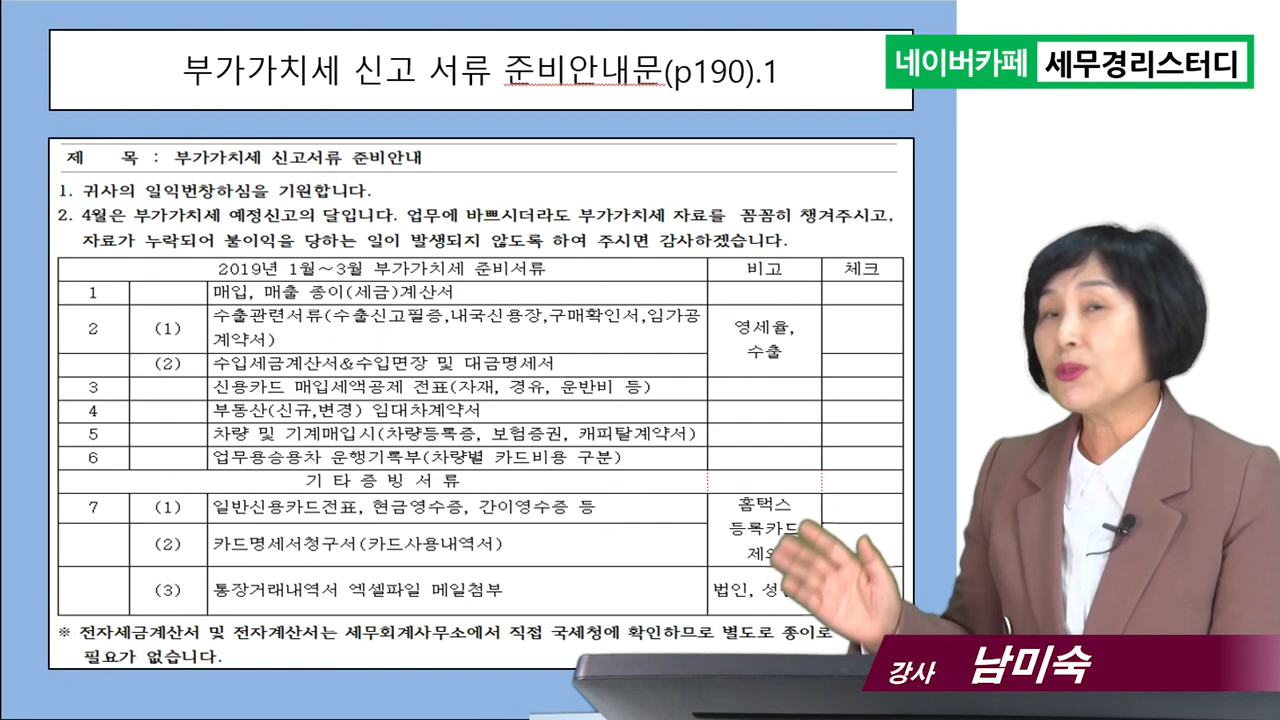 부가가치세 신고 서류 준비안내문(p190).1
네이버카페 세무경리스터디
제 목 : 부가가치세 신고서류 준비안내
1. 귀사의 일익번창하심을 기원합니다.
2. 4월은 부가가치세 예정신고의 달입니다. 업무에 바쁘시더라도 부가가치세 자료를 꼼꼼히 챙겨주시고,
자료가 누락되어 불이익을 당하는 일이 발생되지 않도록 하여 주시면 감사하겠습니다.
2019년 1월~3월 부가가치세 준비서류 비고 체크
1 매입, 매출 종이(세금)계산서
2 (1) 수출관련서류(수출신고필증,내국신용장,구매확인서,임가공
계약서) 영세율,
수출
(2) 수입세금계산서&수입면장 및 대금명세서
3 신용카드 매입세액공제 전표(자재, 경유, 운반비 등)
4 부동산(신규,변경) 임대차계약서
5 차량 및 기계매입시(차량등록증, 보험증권, 캐피탈계약서)
6 업무용승용차 운행기록부(차량별 카드비용 구분)
기 타 증 빙 서 류
7 (1) 일반신용카드전표, 현금영수증, 간이영수증 등 홈택스
등록카드
(2) 카드명세서청구서(카드사용내역서)
(3) 통장거래내역서 엑셀파일 메일첨부 법인,
※ 전자세금계산서 및 전자계산서는 세무회계사무소에서 직접 국세청에 확인하므로 별도로 종이로
필요가 없습니다.
강사 남미숙